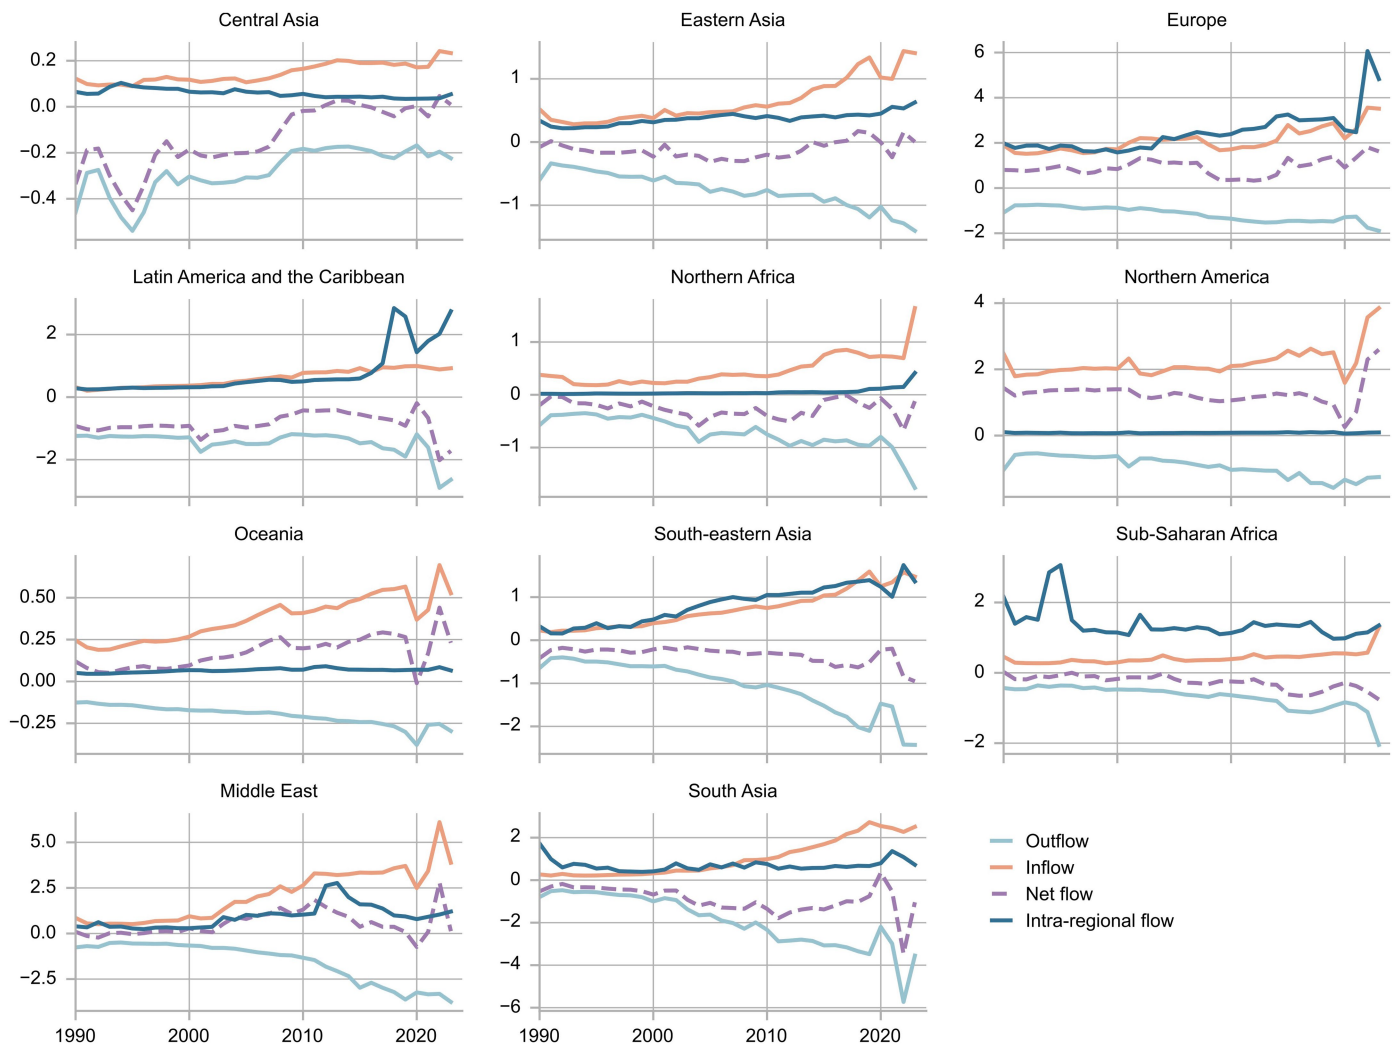 Central Asia
0.2
0.0
−0.2
−0.4
Eastern Asia
1
0
−1
Europe
6
4
2
0
−2
Latin America and the Caribbean
2
0
−2
Northern Africa
1
0
−1
Northern America
4
2
0
Oceania
0.50
0.25
0.00
−0.25
South-eastern Asia
1
0
−1
−2
Sub-Saharan Africa
2
0
−2
Middle East
5.0
2.5
0.0
−2.5
1990 2000 2010 2020
South Asia
2
0
−2
−4
−6
1990 2000 2010 2020
Outflow
Inflow
Net flow
Intra-regional flow